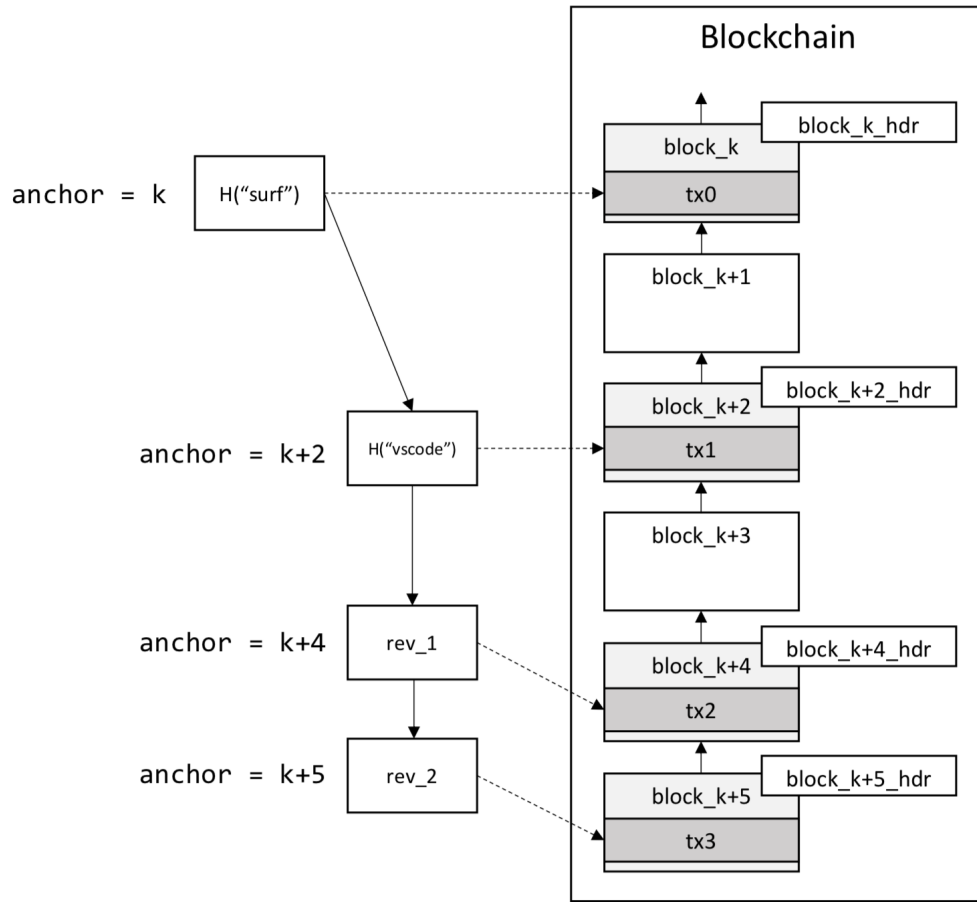 Blockchain
block_k_hdr
block_k
anchor = k
H(“surf”)
tx0
block_k+1
block_k+2_hdr
block_k+2
anchor = k+2
H(“vscode”)
tx1
block_k+3
anchor = k+4
rev_1
block_k+4_hdr
block_k+4
tx2
anchor = k+5
rev_2
block_k+5_hdr
block_k+5
tx3